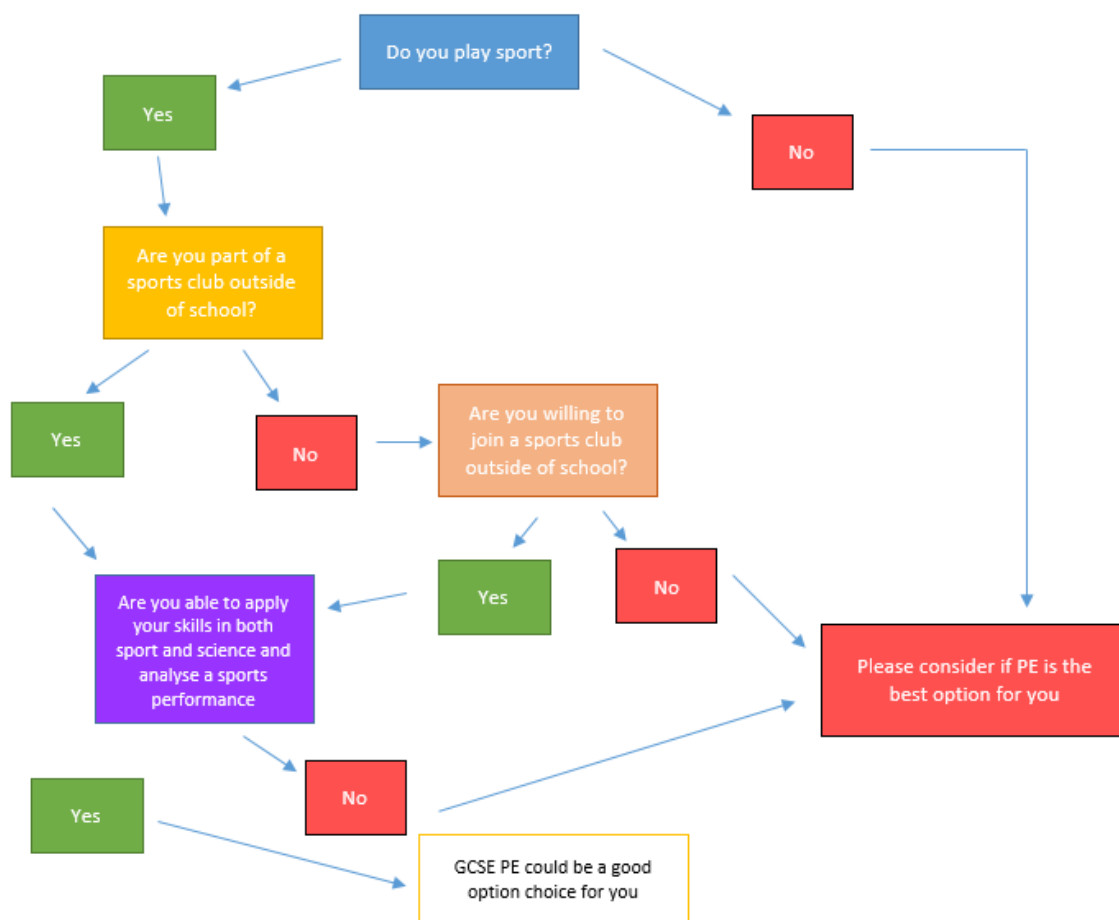 Do you play sport?
Yes
No
Are you part of a
sports club outside
of school?
Yes
No
Are you willing to
join a sports club
outside of school?
Yes
No
Are you able to apply
your skills in both
sport and science and
analyse a sports
performance
Please consider if PE is the
best option for you
Yes
No
GCSE PE could be a good
option choice for you